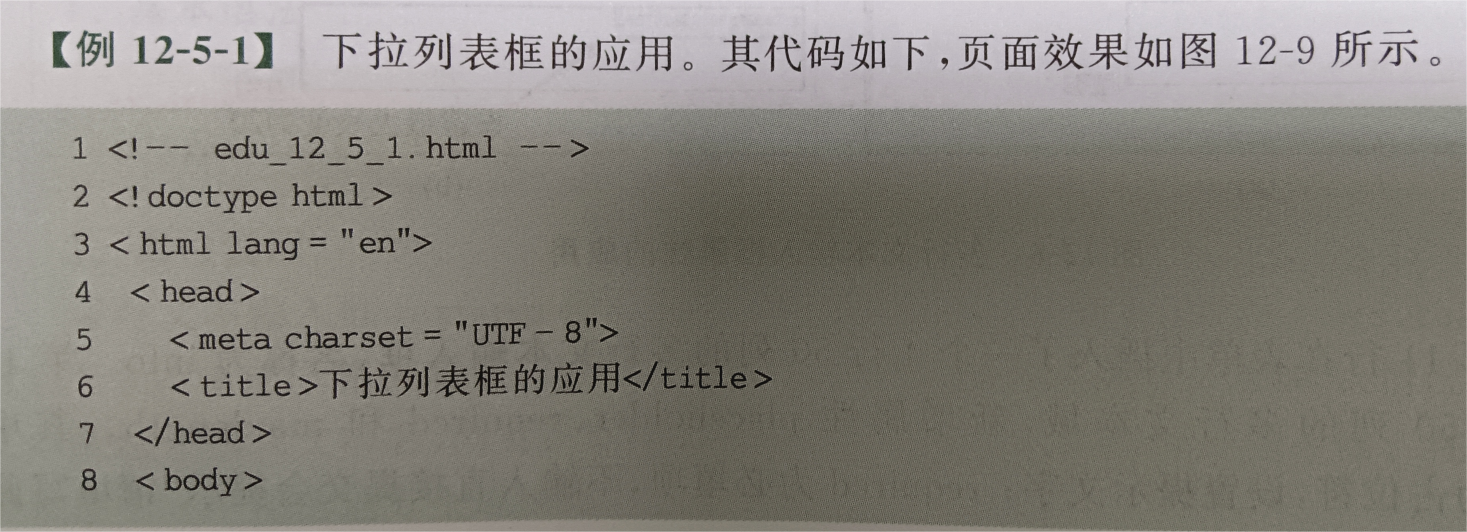 【例 12-5-1】 下拉列表框的应用。其代码如下,页面效果如图 12-9 所示。
1 <!-- edu_12_5_1.html -->
2 <!doctype html>
3 <html lang="en">
4 <head>
5 <meta charset="UTF-8">
6 <title>下拉列表框的应用</title>
7 </head>
8 <body>